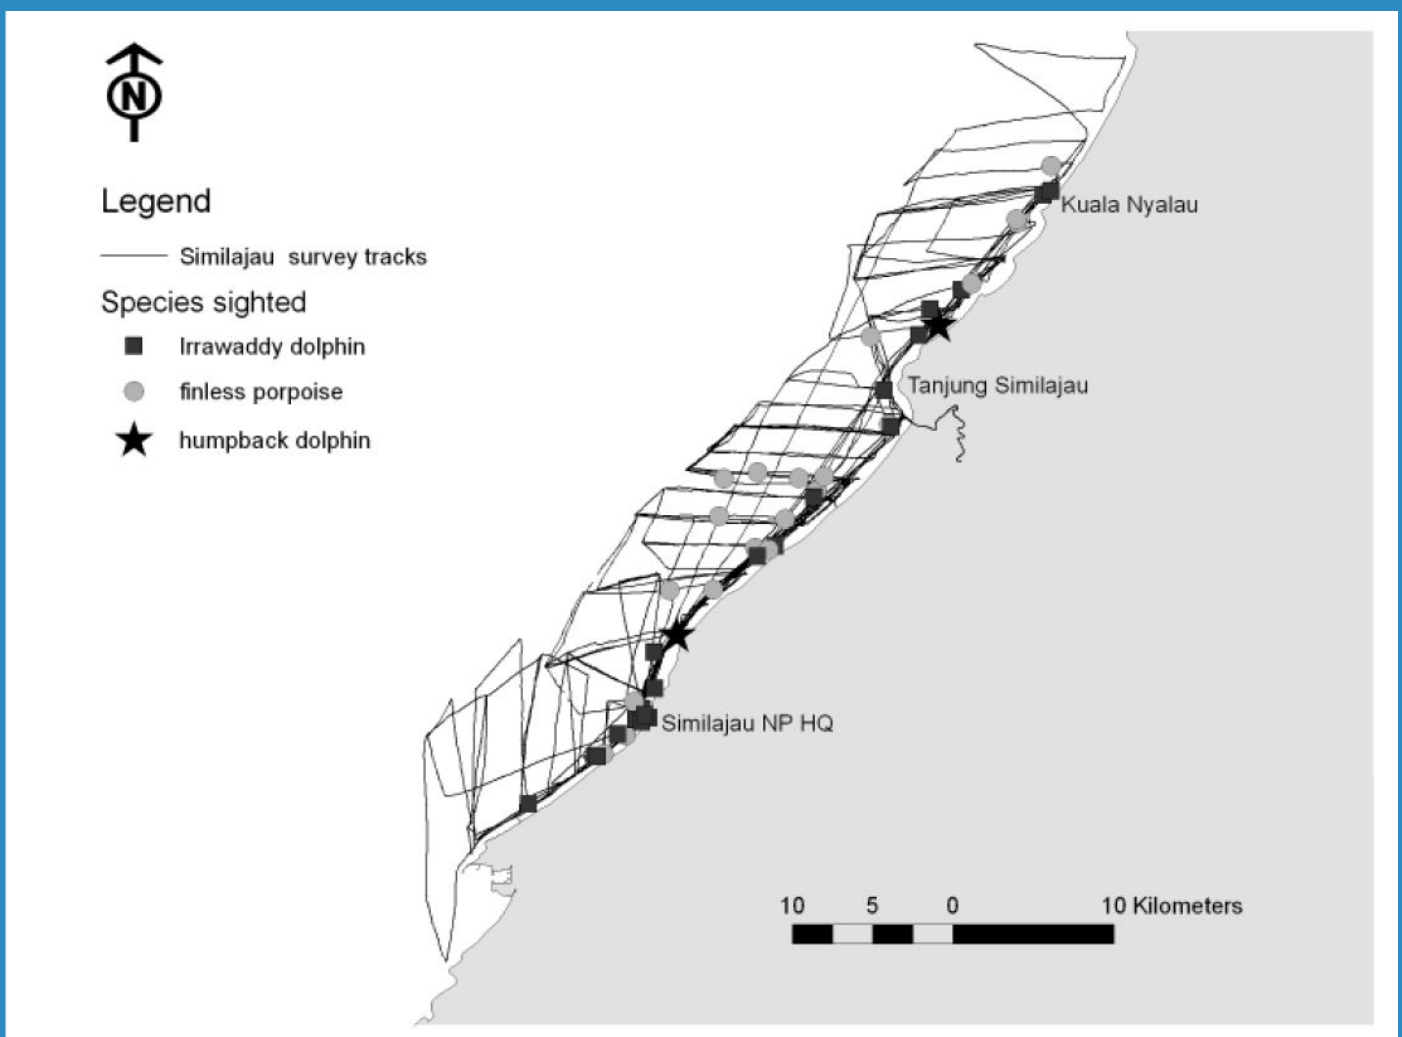 N
Legend
Similajau survey tracks
Species sighted
Irrawaddy dolphin
finless porpoise
humpback dolphin
Kuala Nyalau
Tanjung Similajau
Similajau NP HQ
10 5 0 10 Kilometers